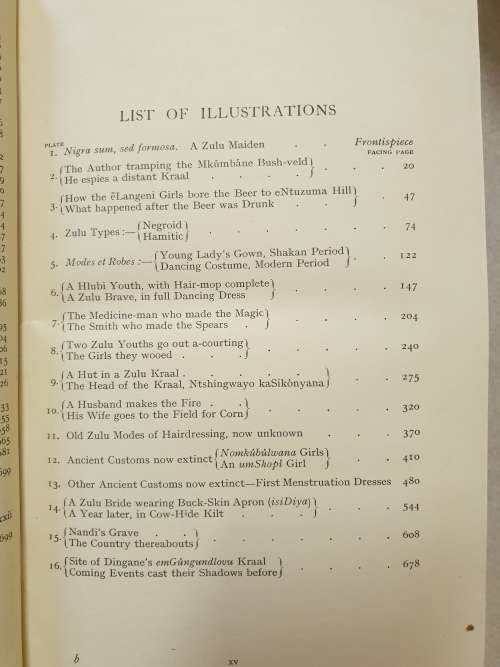 LIST OF ILLUSTRATIONS
PLATE
1. Nigra sum, sed formosa. A Zulu Maiden . . Frontispiece
FACING PAGE
2. {The Author tramping the Mkûmbâne Bush-veld} . . . 20
{He espies a distant Kraal . . . .}
3. {How the ēLangeni Girls bore the Beer to eNtuzuma Hill} . 47
{What happened after the Beer was Drunk . .}
4. Zulu Types:—{Negroid} . . . . . . 74
{Hamitic}
5. Modes et Robes:—{Young Lady's Gown, Shakan Period} . . 122
{Dancing Costume, Modern Period .}
6. {A Hlubi Youth, with Hair-mop complete} . . . . 147
{A Zulu Brave, in full Dancing Dress}
7. {The Medicine-man who made the Magic} . . . . 204
{The Smith who made the Spears .}
8. {Two Zulu Youths go out a-courting} . . . . 240
{The Girls they wooed . . .}
9. {A Hut in a Zulu Kraal . . . . .} . . 275
{The Head of the Kraal, Ntshingwayo kaSikônyana}
10. {A Husband makes the Fire . .} . . . . 320
{His Wife goes to the Field for Corn}
11. Old Zulu Modes of Hairdressing, now unknown . . . 370
12. Ancient Customs now extinct {Nomkûbûlwana Girls} . . . 410
{An umShopî Girl}
13. Other Ancient Customs now extinct—First Menstruation Dresses 480
14. {A Zulu Bride wearing Buck-Skin Apron (isiDiya)} . . . 544
{A Year later, in Cow-Hide Kilt . . . .}
15. {Nandi's Grave . .} . . . . . . 608
{The Country thereabouts}
16. {Site of Dingane's emGûngundlovu Kraal} . . . . 678
{Coming Events cast their Shadows before}
b
xv